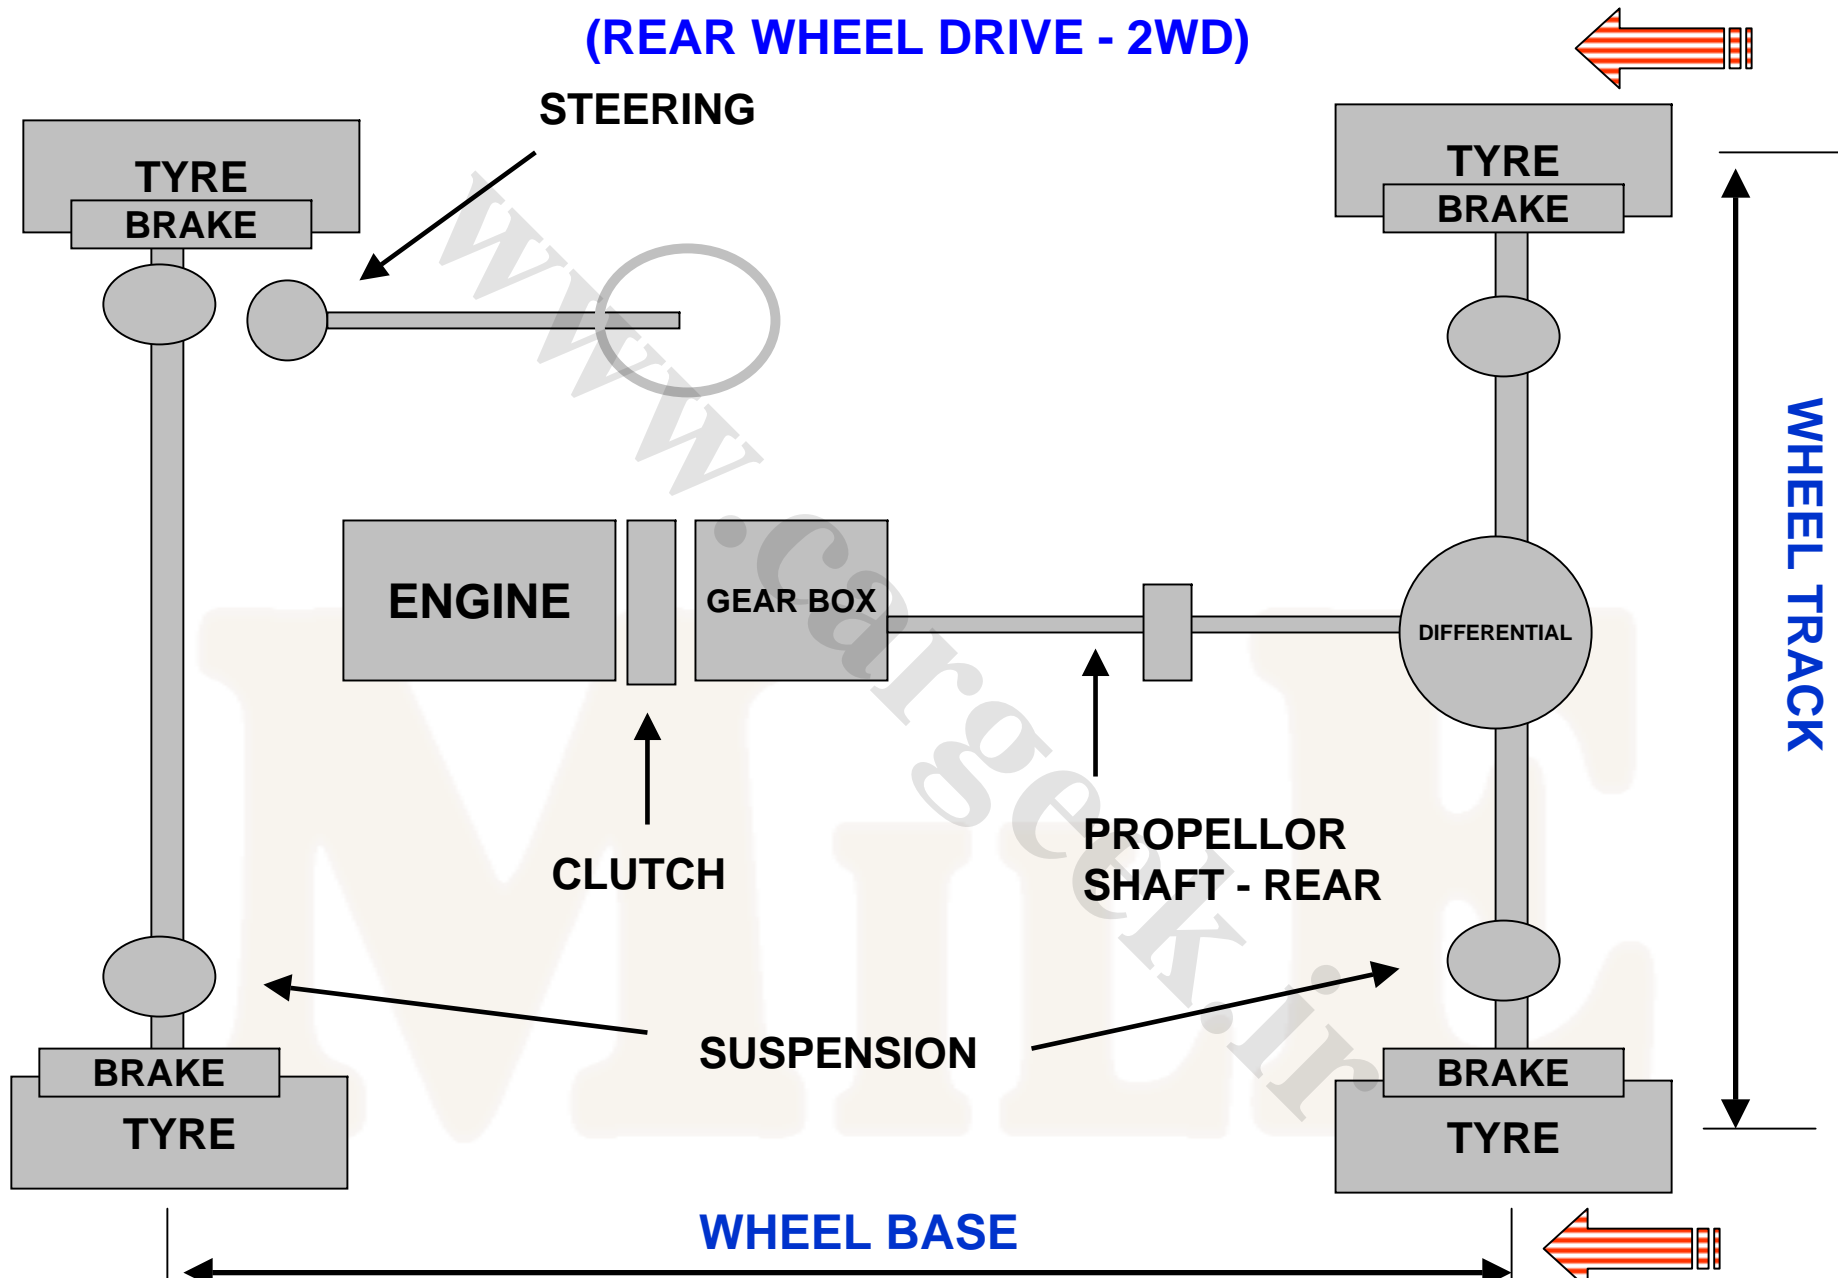 (REAR WHEEL DRIVE - 2WD)
STEERING
TYRE
BRAKE
TYRE
BRAKE
WHEEL TRACK
ENGINE
GEAR BOX
DIFFERENTIAL
CLUTCH
PROPELLOR
SHAFT - REAR
SUSPENSION
BRAKE
TYRE
BRAKE
TYRE
WHEEL BASE
www.cargeek.ir
MILE